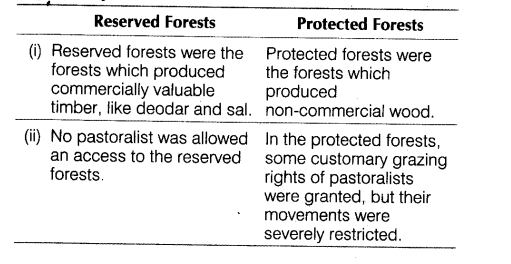 Reserved Forests Protected Forests
(i) Reserved forests were the
forests which produced
commercially valuable
timber, like deodar and sal.
Protected forests were
the forests which
produced
non-commercial wood.
(ii) No pastoralist was allowed
an access to the reserved
forests.
In the protected forests,
some customary grazing
rights of pastoralists
were granted, but their
movements were
severely restricted.